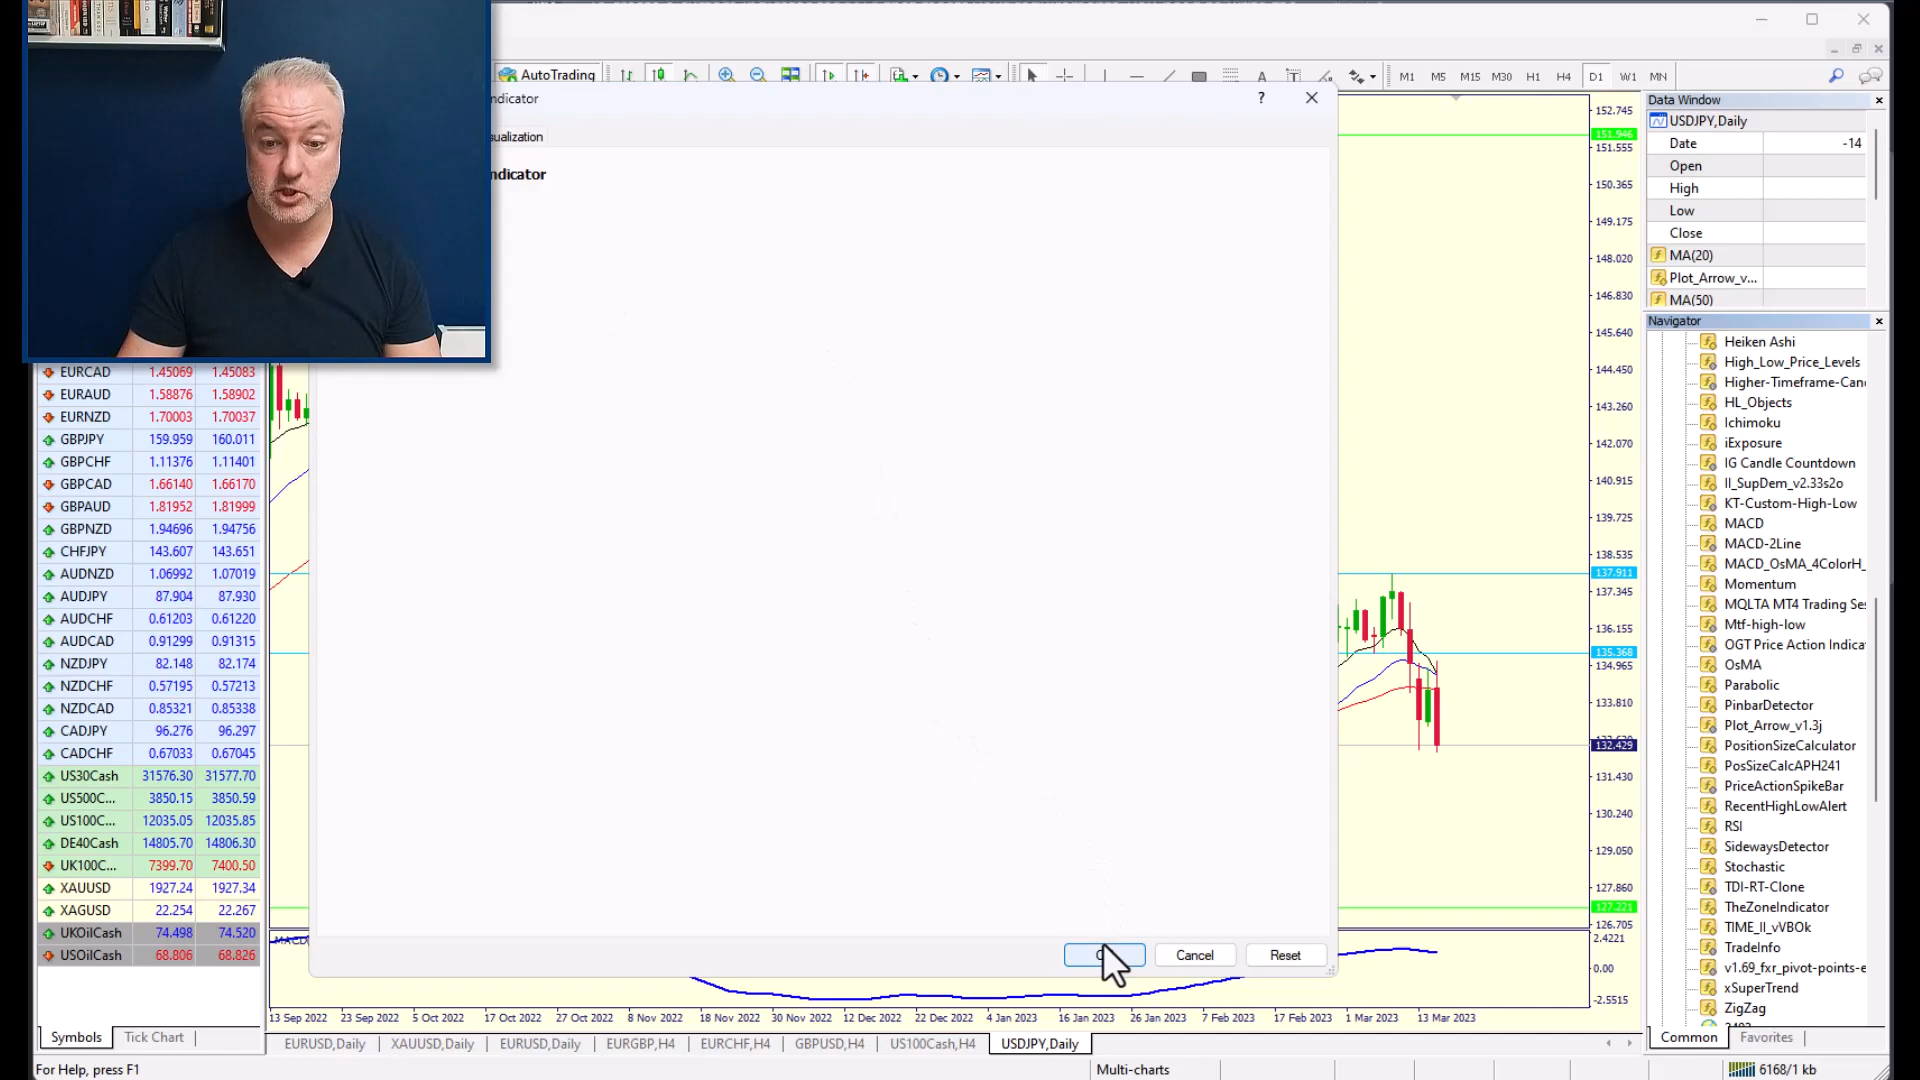 AutoTrading
M1 M5 M15 M30 H1 H4 D1 W1 MN
ndicator ?
ualization
ndicator
Cancel
Reset
EURCAD 1.45069 1.45083
EURAUD 1.58876 1.58902
EURNZD 1.70003 1.70037
GBPJPY 159.959 160.011
GBPCHF 1.11376 1.11401
GBPCAD 1.66140 1.66170
GBPAUD 1.81952 1.81999
GBPNZD 1.94696 1.94756
CHFJPY 143.607 143.651
AUDNZD 1.06992 1.07019
AUDJPY 87.904 87.930
AUDCHF 0.61203 0.61220
AUDCAD 0.91299 0.91315
NZDJPY 82.148 82.174
NZDCHF 0.57195 0.57213
NZDCAD 0.85321 0.85338
CADJPY 96.276 96.297
CADCHF 0.67033 0.67045
US30Cash 31576.30 31577.70
US500C... 3850.15 3850.59
US100C... 12035.05 12035.85
DE40Cash 14805.70 14806.30
UK100C... 7399.70 7400.50
XAUUSD 1927.24 1927.34
XAGUSD 22.254 22.267
UKOilCash 74.498 74.520
USOilCash 68.806 68.826
Symbols Tick Chart
MACD
152.745
151.946
151.555
150.365
149.175
148.020
146.830
145.640
144.450
143.260
142.070
140.915
139.725
138.535
137.911
137.345
136.155
135.368
134.965
133.810
132.429
131.430
130.240
129.050
127.860
127.221
126.705
2.4221
0.00
-2.5515
13 Sep 2022 23 Sep 2022 5 Oct 2022 17 Oct 2022 27 Oct 2022 8 Nov 2022 18 Nov 2022 30 Nov 2022 12 Dec 2022 22 Dec 2022 4 Jan 2023 16 Jan 2023 26 Jan 2023 7 Feb 2023 17 Feb 2023 1 Mar 2023 13 Mar 2023
EURUSD,Daily XAUUSD,Daily EURUSD,Daily EURGBP,H4 EURCHF,H4 GBPUSD,H4 US100Cash,H4 USDJPY,Daily
Data Window
USDJPY,Daily
Date -14
Open
High
Low
Close
MA(20)
Plot_Arrow_v...
MA(50)
Navigator
Heiken Ashi
High_Low_Price_Levels
Higher-Timeframe-Can
HL_Objects
Ichimoku
iExposure
IG Candle Countdown
II_SupDem_v2.33s2o
KT-Custom-High-Low
MACD
MACD-2Line
MACD_OsMA_4ColorH_
Momentum
MQLTA MT4 Trading Se
Mtf-high-low
OGT Price Action Indica
OsMA
Parabolic
PinbarDetector
Plot_Arrow_v1.3j
PositionSizeCalculator
PosSizeCalcAPH241
PriceActionSpikeBar
RecentHighLowAlert
RSI
SidewaysDetector
Stochastic
TDI-RT-Clone
TheZoneIndicator
TIME_II_vVBOk
TradeInfo
v1.69_fxr_pivot-points-e
xSuperTrend
ZigZag
Common Favorites
For Help, press F1
Multi-charts
6168/1 kb